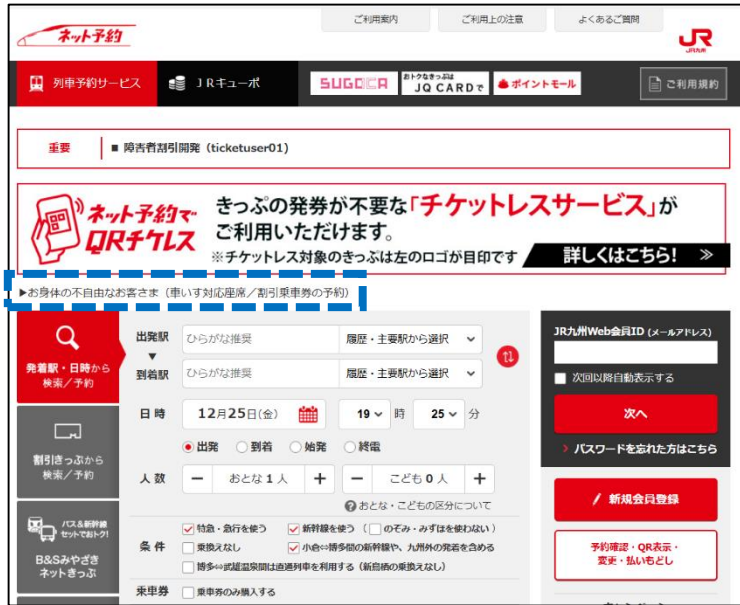 ネット予約
ご利用案内
ご利用上の注意
よくあるご質問
JR
JR九州
列車予約サービス
JRキューポ
SUGOCA
おトクなきっぷは
JQ CARDで
ポイントモール
ご利用規約
重要
■ 障害者割引開発（ticketuser01）
ネット予約で
QRチケレス
きっぷの発券が不要な「チケットレスサービス」が
ご利用いただけます。
※チケットレス対象のきっぷは左のロゴが目印です
詳しくはこちら! ≫
▶お身体の不自由なお客さま（車いす対応座席／割引乗車券の予約）
発着駅・日時から
検索／予約
割引きっぷから
検索／予約
バス&新幹線
セットでおトク!
B&Sみやざき
ネットきっぷ
出発駅 ひらがな推奨 履歴・主要駅から選択
▼
到着駅 ひらがな推奨 履歴・主要駅から選択
日時 12月25日(金) 19 時 25 分
出発 到着 始発 終電
人数 － おとな 1 人 ＋ － こども 0 人 ＋
?おとな・こどもの区分について
条件
特急・急行を使う 新幹線を使う（ のぞみ・みずほを使わない）
乗換えなし 小倉⇔博多間の新幹線や、九州外の発着を含める
博多⇔武雄温泉間は直通列車を利用する（新鳥栖の乗換えなし）
乗車券 乗車券のみ購入する
JR九州Web会員ID (メールアドレス)
次回以降自動表示する
次へ
> パスワードを忘れた方はこちら
新規会員登録
予約確認・QR表示・
変更・払いもどし